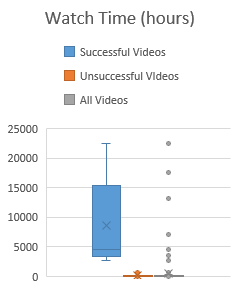 Watch Time (hours)
Successful Videos
Unsuccessful VIdeos
All Videos
25000
20000
15000
10000
5000
0